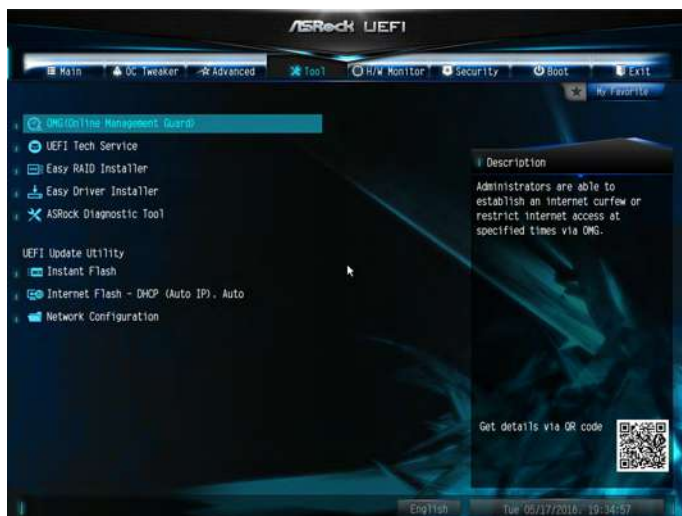 ASRock UEFI
Main OC Tweaker Advanced Tool H/W Monitor Security Boot Exit
My Favorite
OMG(Online Management Guard)
UEFI Tech Service
Easy RAID Installer
Easy Driver Installer
ASRock Diagnostic Tool
UEFI Update Utility
Instant Flash
Internet Flash - DHCP (Auto IP), Auto
Network Configuration
Description
Administrators are able to
establish an internet curfew or
restrict internet access at
specified times via OMG.
Get details via QR code
English
Tue 05/17/2016, 19:34:57